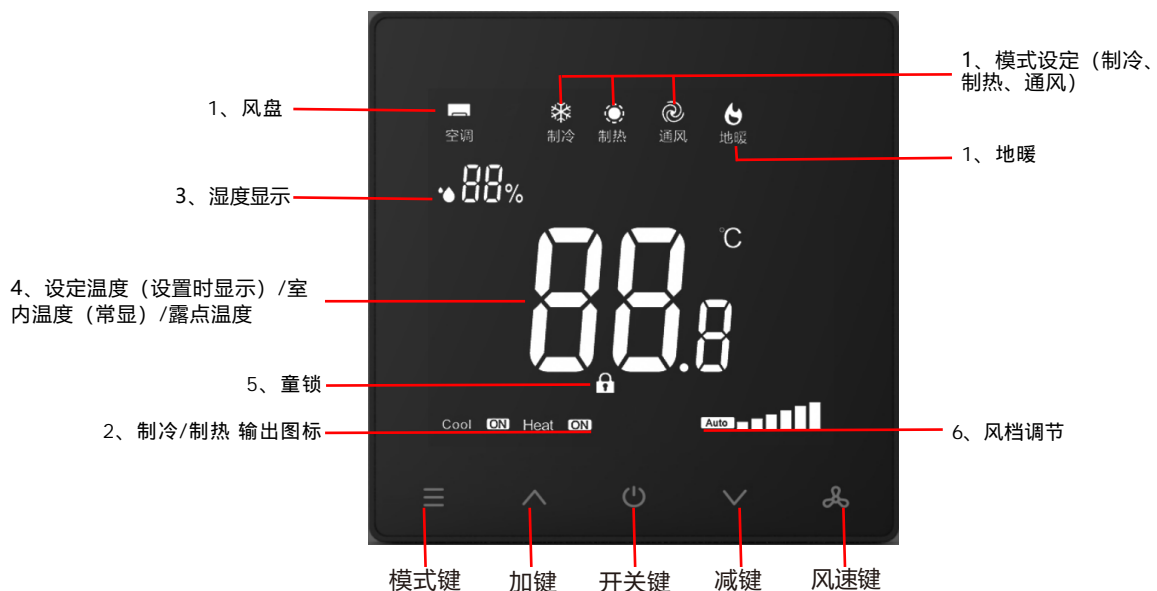 1、模式设定（制冷、
制热、通风）
1、风盘
空调
制冷
制热
通风
地暖
1、地暖
3、湿度显示
88%
℃
88.8
4、设定温度（设置时显示）/室
内温度（常显）/露点温度
5、童锁
2、制冷/制热 输出图标
Cool ON Heat ON
Auto
6、风档调节
模式键
加键
开关键
减键
风速键